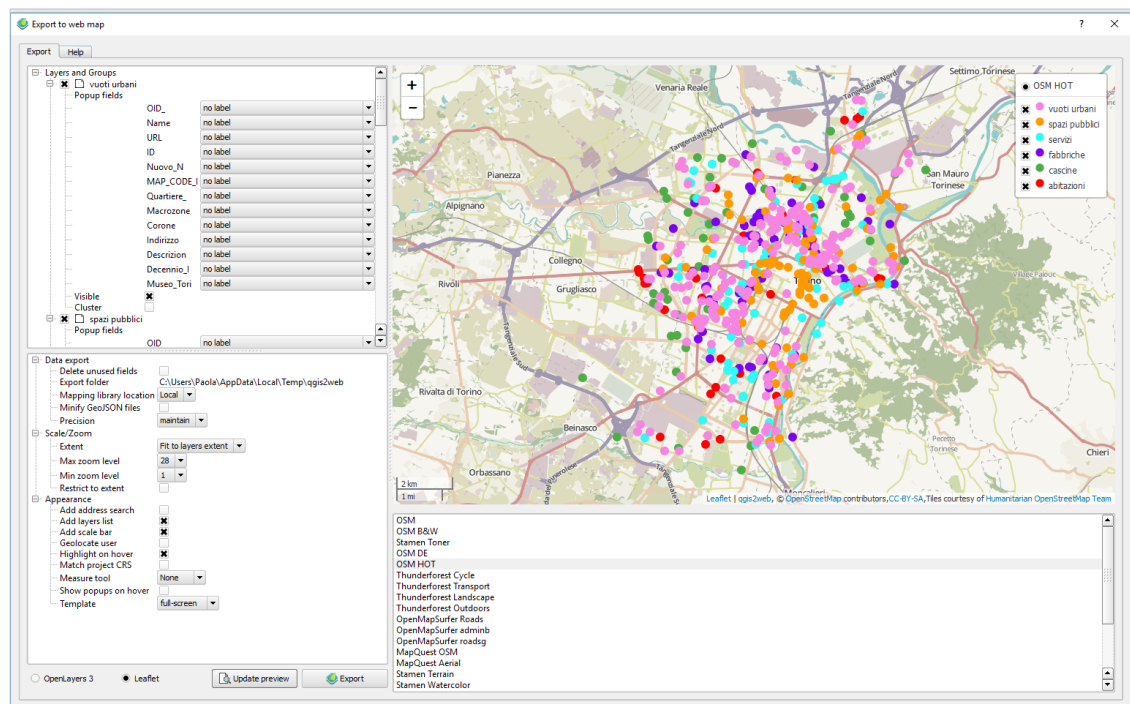 Export to web map
? ×
Export Help
Layers and Groups
vuoti urbani
Popup fields
OID_ no label
Name no label
URL no label
ID no label
Nuovo_N no label
MAP_CODE_I no label
Quartiere_ no label
Macrozone no label
Corone no label
Indirizzo no label
Descrizion no label
Decennio_I no label
Museo_Tori no label
Visible
Cluster
spazi pubblici
Popup fields
OID no label
Data export
Delete unused fields
Export folder C:\Users\Paola\AppData\Local\Temp\qgis2web
Mapping library location Local
Minify GeoJSON files
Precision maintain
Scale/Zoom
Extent Fit to layers extent
Max zoom level 28
Min zoom level 1
Restrict to extent
Appearance
Add address search
Add layers list
Add scale bar
Geolocate user
Highlight on hover
Match project CRS
Measure tool None
Show popups on hover
Template full-screen
OpenLayers 3 Leaflet Update preview Export
+
−
Venaria Reale
Settimo Torinese
Tangenziale Nord
Tangenziale Nord
Pianezza
San Mauro
Torinese
Alpignano
Collegno
Rivoli
Grugliasco
Tangenziale Sud
Rivalta di Torino
Beinasco
Orbassano
Pecetto
Torinese
Chieri
Moncalieri
2 km
1 mi
OSM HOT
vuoti urbani
spazi pubblici
servizi
fabbriche
cascine
abitazioni
Leaflet | qgis2web, © OpenStreetMap contributors,CC-BY-SA,Tiles courtesy of Humanitarian OpenStreetMap Team
OSM
OSM B&W
Stamen Toner
OSM DE
OSM HOT
Thunderforest Cycle
Thunderforest Transport
Thunderforest Landscape
Thunderforest Outdoors
OpenMapSurfer Roads
OpenMapSurfer adminb
OpenMapSurfer roadsg
MapQuest OSM
MapQuest Aerial
Stamen Terrain
Stamen Watercolor